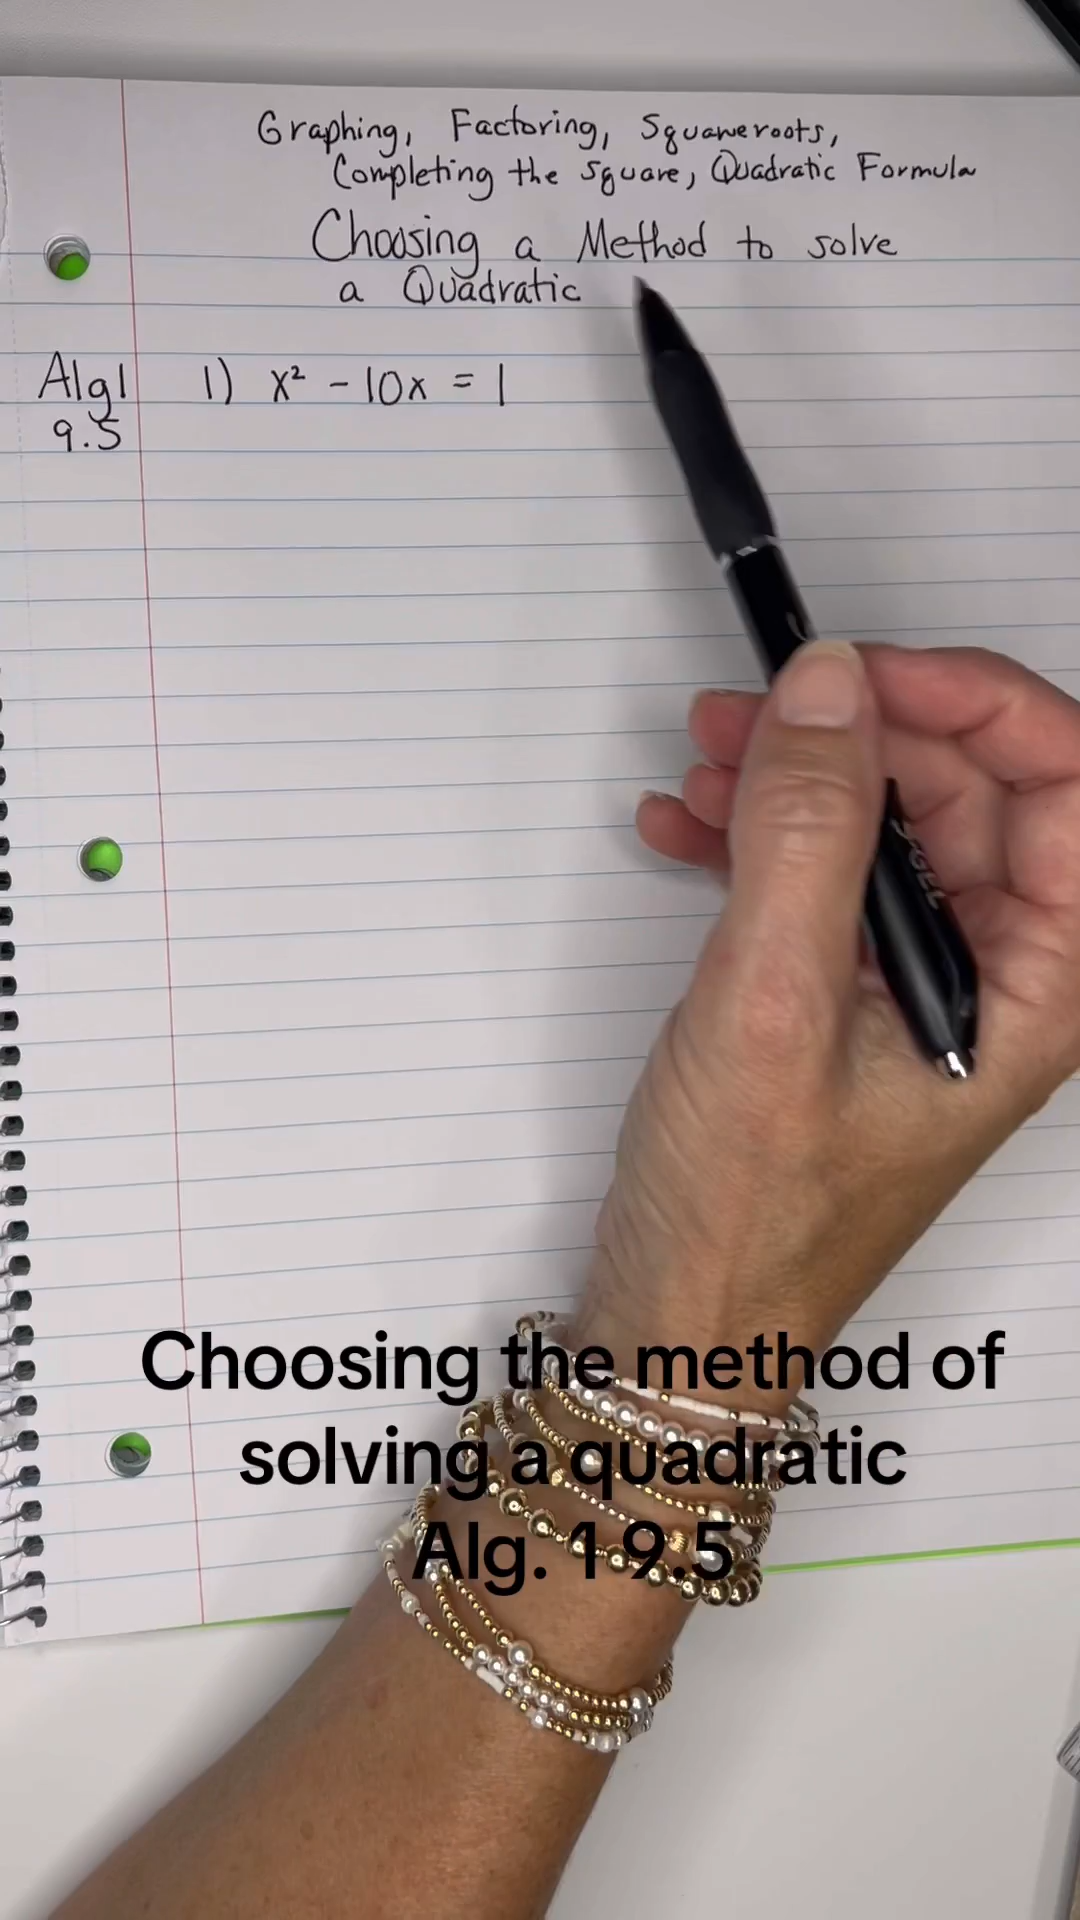 Graphing, Factoring, Squareroots,
Completing the Square, Quadratic Formula
Choosing a Method to solve
a Quadratic
Alg1 1) x² - 10x = 1
9.5
Choosing the method of
solving a quadratic
Alg. 1 9.5